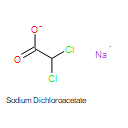 O⁻
O
Cl
Cl
Na⁺
Sodium Dichloroacetate